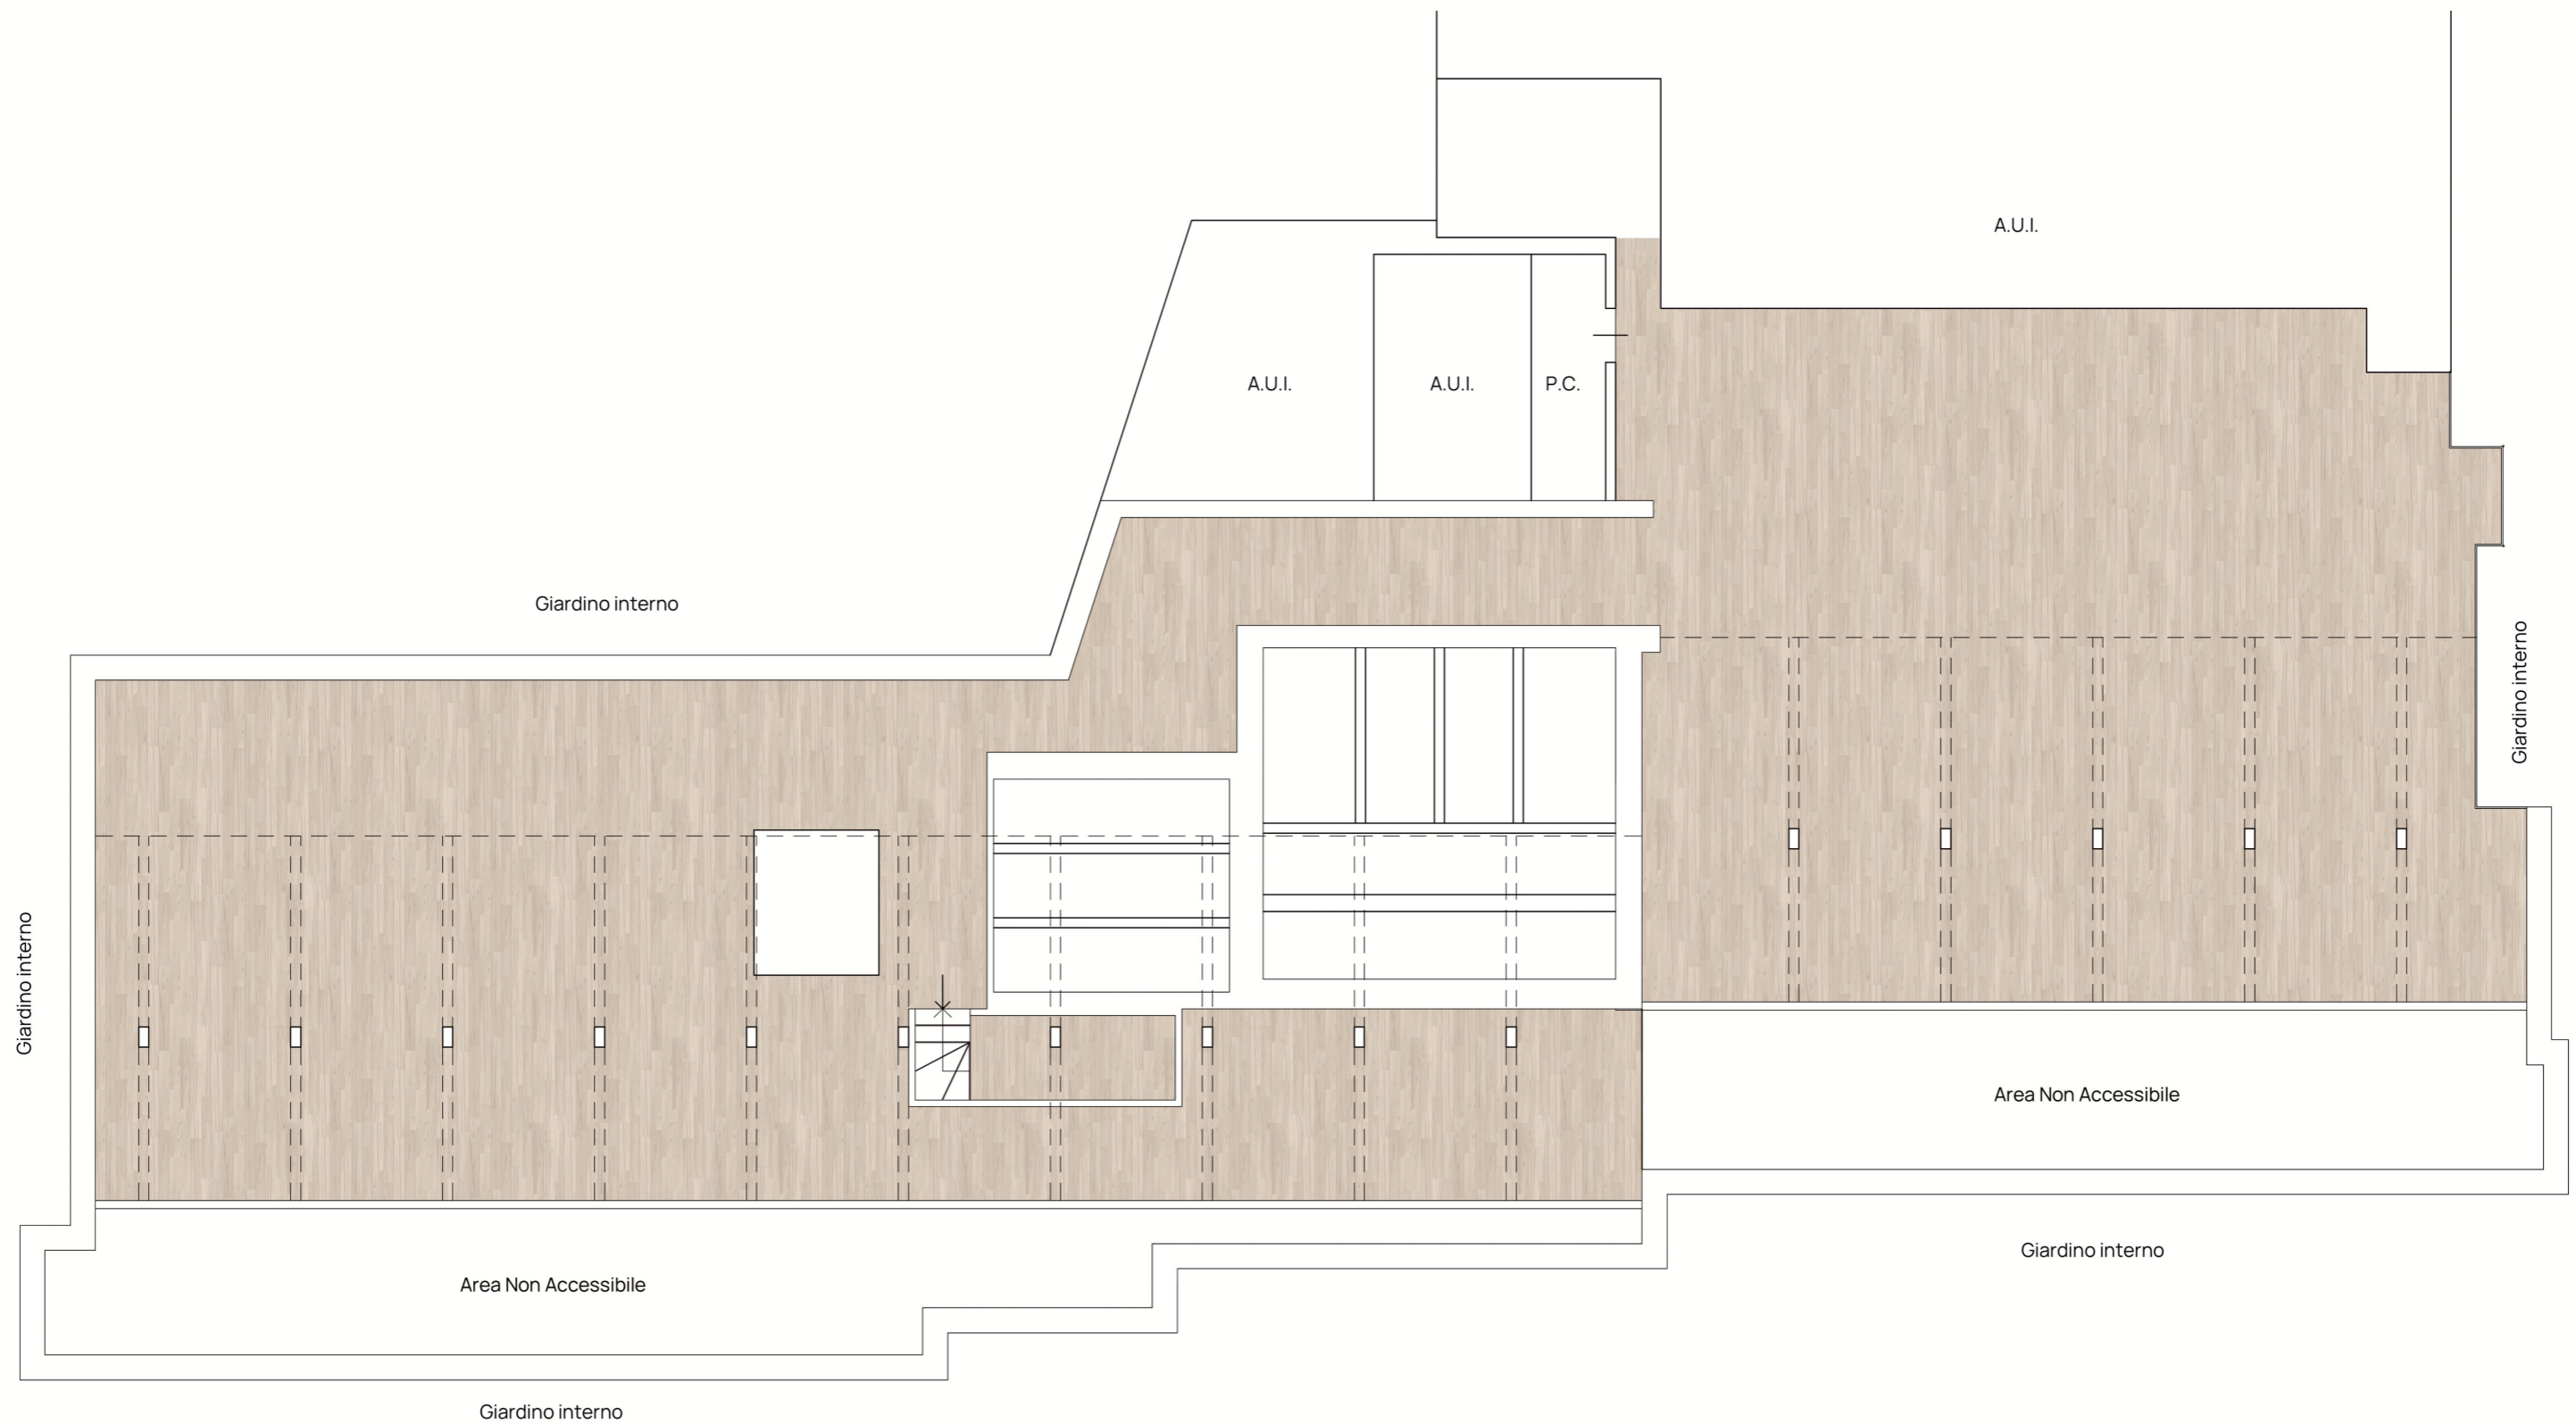 A.U.I.
A.U.I.
A.U.I.
P.C.
Giardino interno
Giardino interno
Giardino interno
Area Non Accessibile
Giardino interno
Area Non Accessibile
Giardino interno